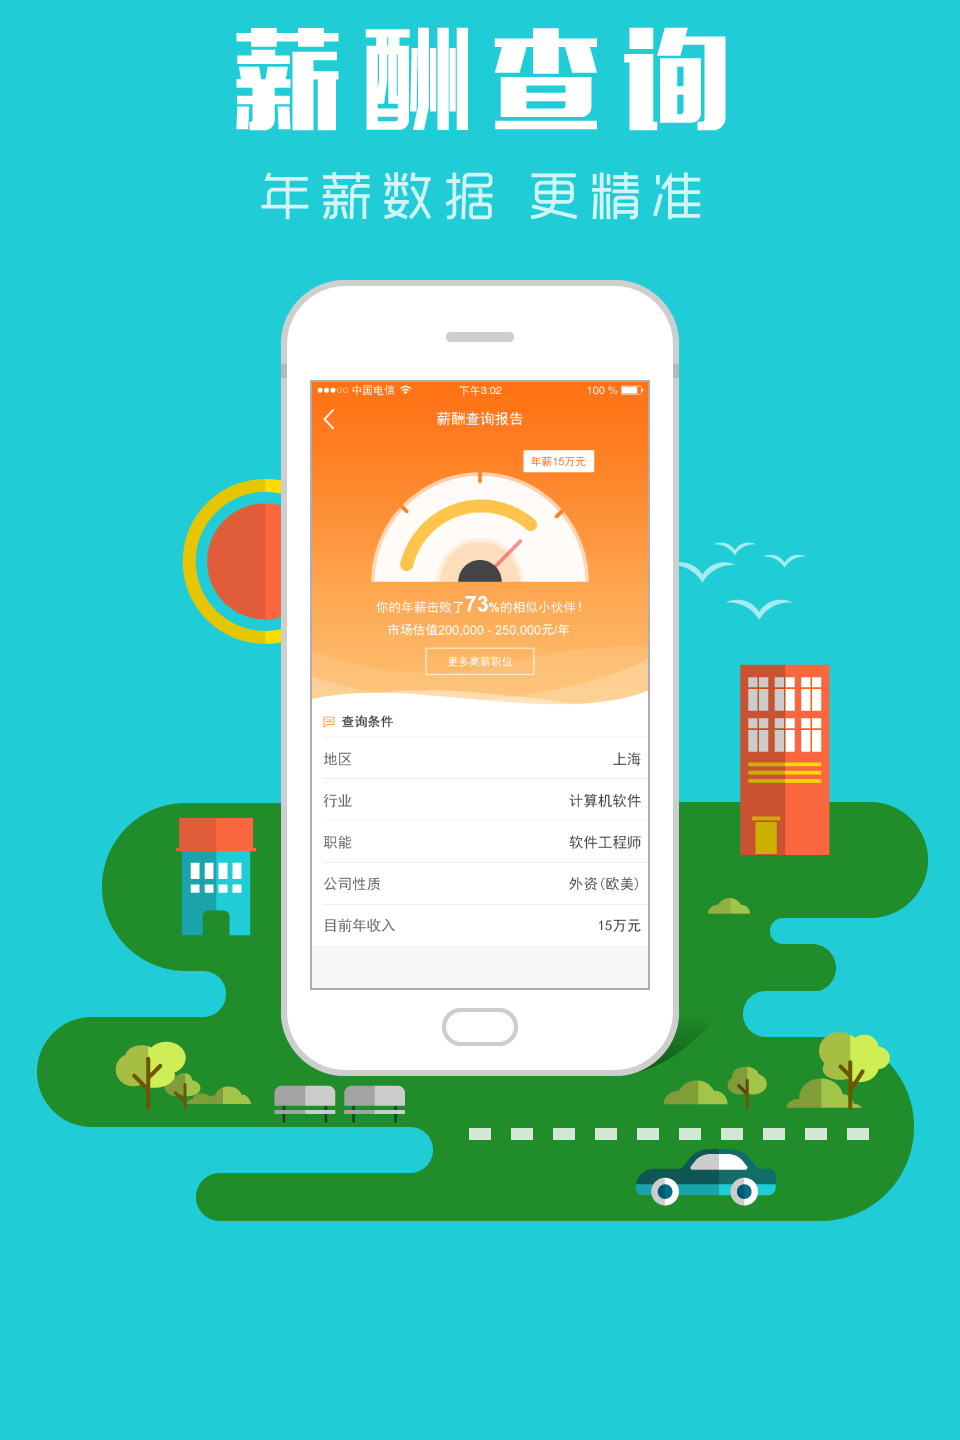 薪酬查询
年薪数据 更精准
中国电信 下午3:02 100 %
薪酬查询报告
年薪15万元
你的年薪击败了73%的相似小伙伴!
市场估值200,000 - 250,000元/年
更多高薪职位
查询条件
地区 上海
行业 计算机软件
职能 软件工程师
公司性质 外资(欧美)
目前年收入 15万元